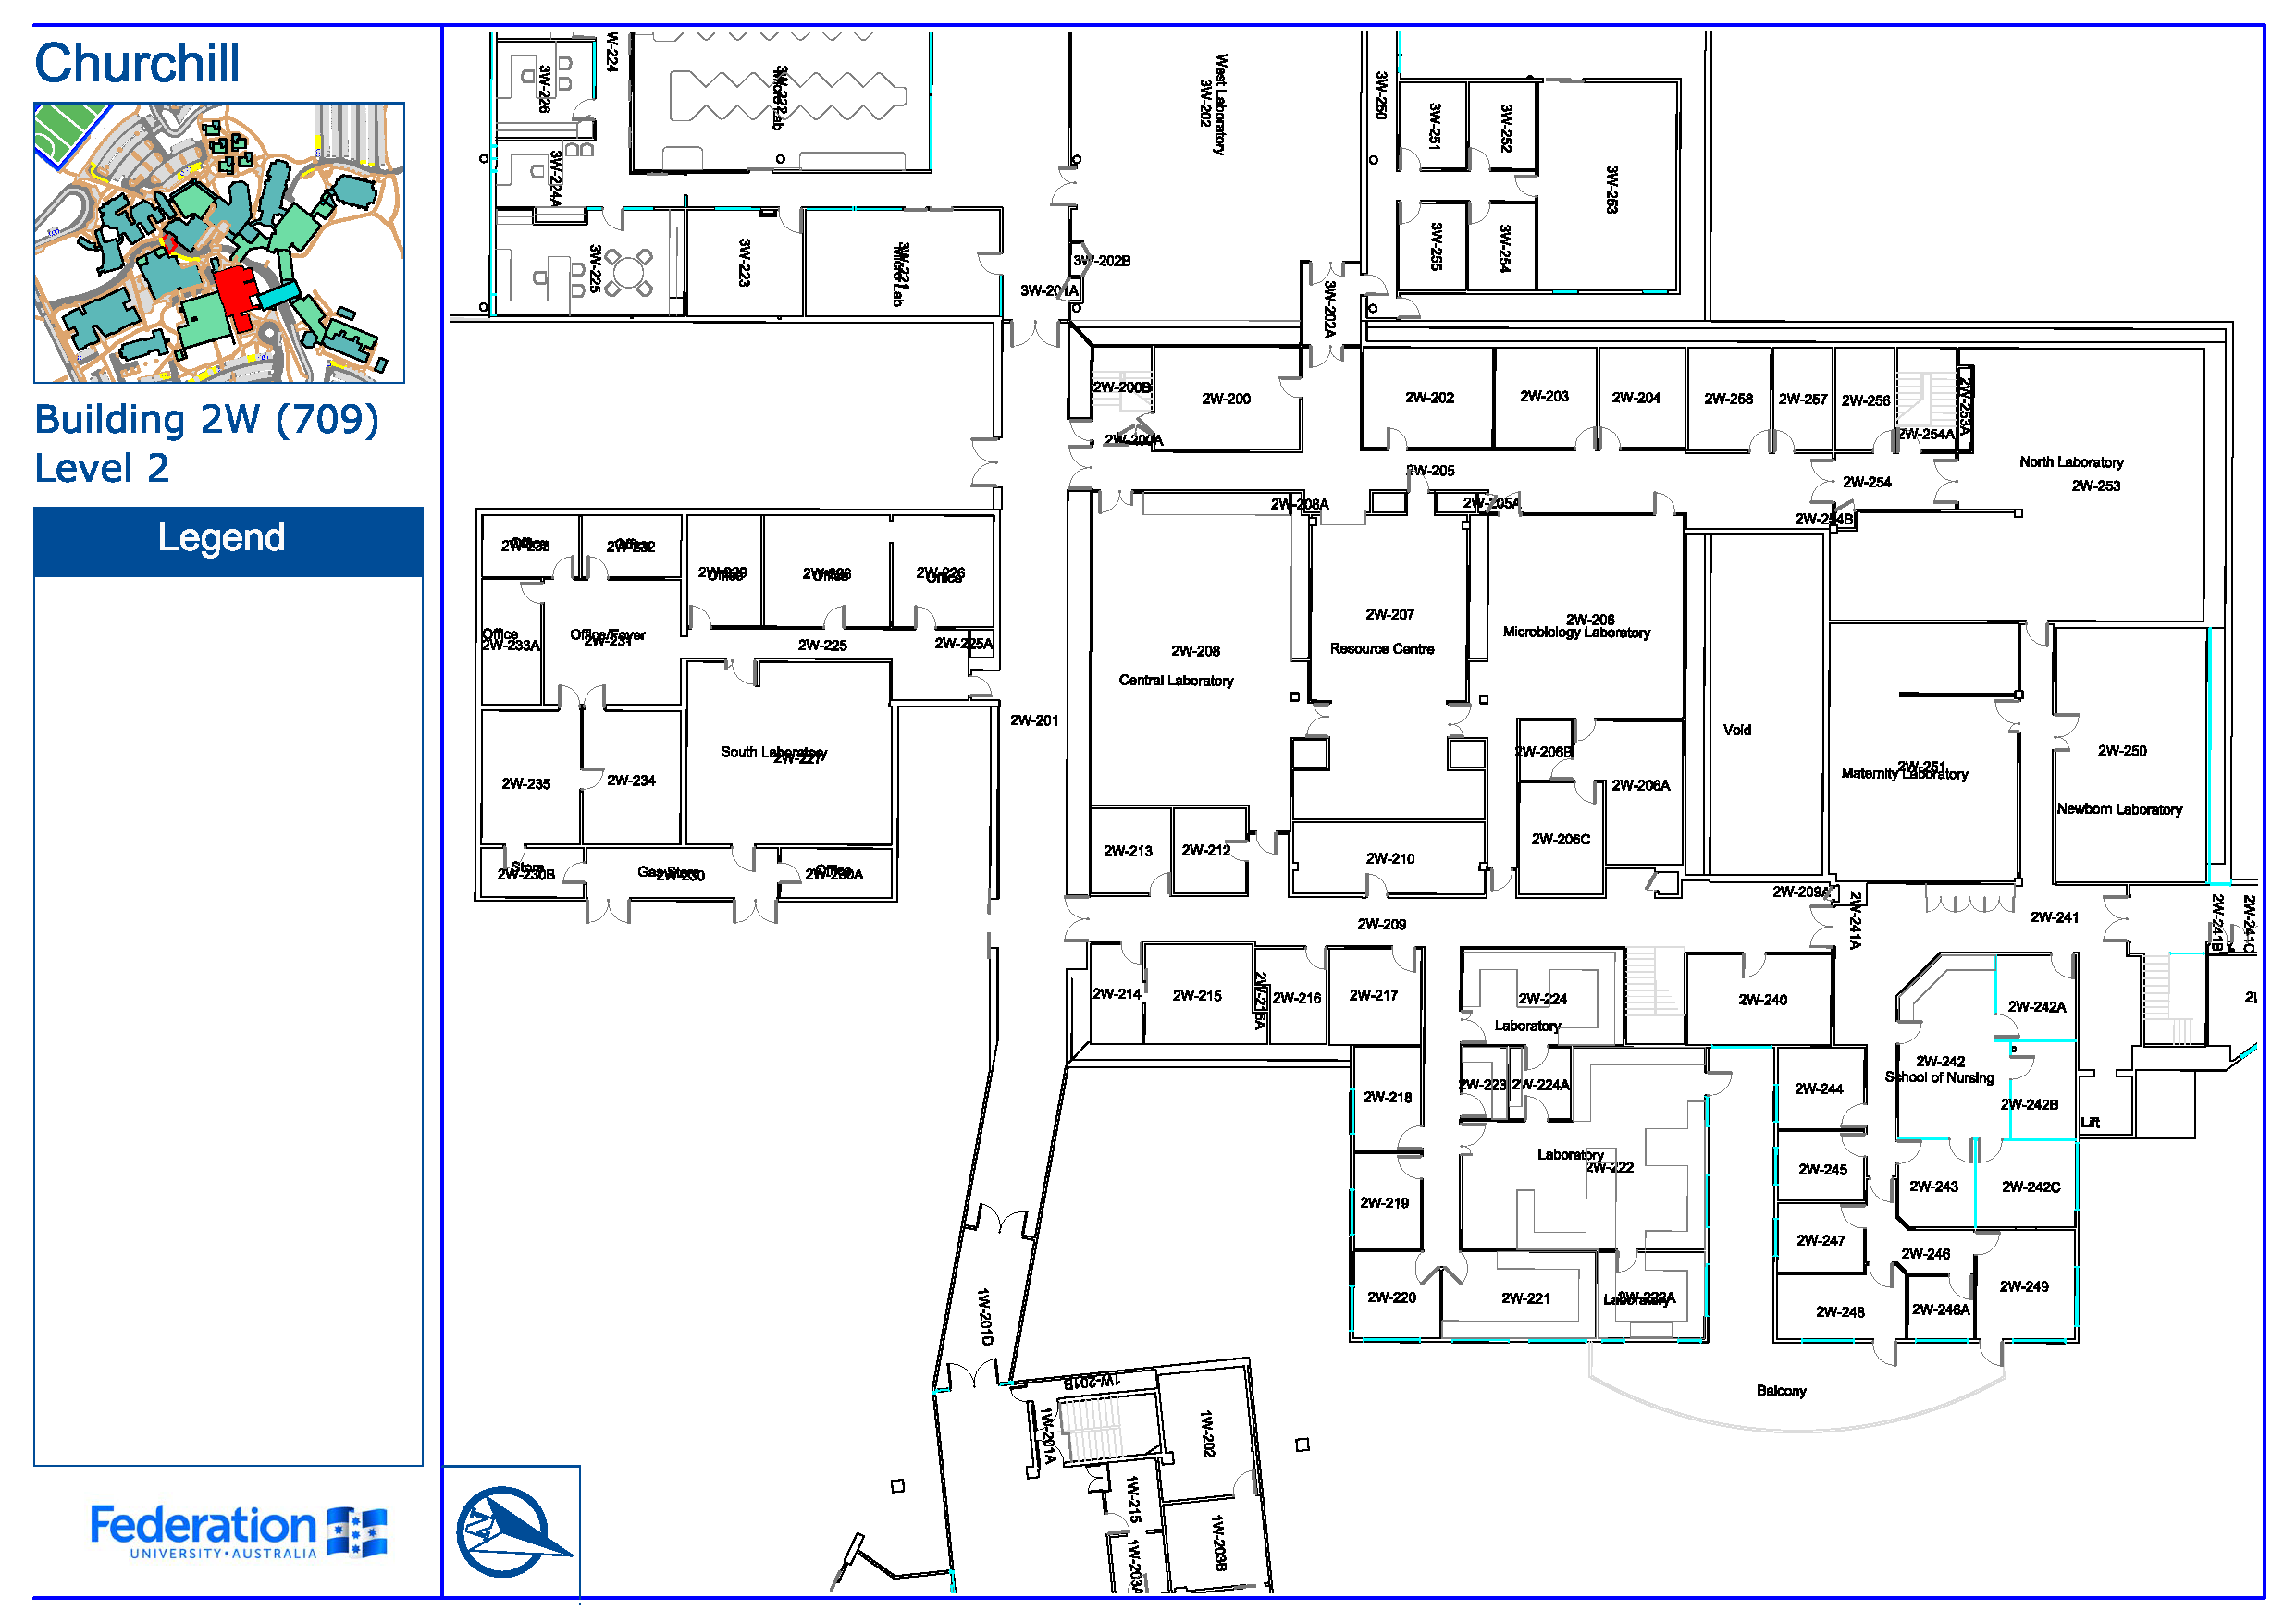 Churchill
Building 2W (709)
Level 2
Legend
Federation
UNIVERSITY • AUSTRALIA
W-224
3W-226
3W-222
Micro Lab
West Laboratory
3W-202
3W-250
3W-251
3W-252
3W-253
3W-224A
3W-225
3W-223
3W-221
Micro Lab
3W-202B
3W-201A
3W-202A
3W-255
3W-254
2W-200B
2W-200
2W-200A
2W-202
2W-203
2W-204
2W-258
2W-257
2W-256
2W-254A
2W-253A
2W-205
2W-254
North Laboratory
2W-253
2W-208A
2W-205A
2W-254B
Office
2W-233
Office
2W-232
2W-229
Office
2W-228
Office
2W-226
Office
Office
2W-233A
Office/Foyer
2W-231
2W-225
2W-225A
2W-208
Central Laboratory
2W-207
Resource Centre
2W-206
Microbiology Laboratory
2W-201
Void
South Laboratory
2W-227
2W-235
2W-234
2W-206B
2W-206A
2W-206C
2W-251
Maternity Laboratory
2W-250
Newborn Laboratory
2W-213
2W-212
2W-210
Store
2W-230B
Gas Store
2W-230
Office
2W-230A
2W-209A
2W-241A
2W-209
2W-241
2W-241B
2W-241C
2W-214
2W-215
2W-216A
2W-216
2W-217
2W-224
Laboratory
2W-240
2W-242A
2W-242
School of Nursing
2W-242B
Lift
2W-218
2W-223
2W-224A
2W-244
2W-219
Laboratory
2W-222
2W-245
2W-243
2W-242C
2W-247
2W-246
2W-220
2W-221
Laboratory
2W-222A
2W-248
2W-246A
2W-249
Balcony
1W-201D
1W-201B
1W-201A
1W-202
1W-215
1W-203B
1W-203A